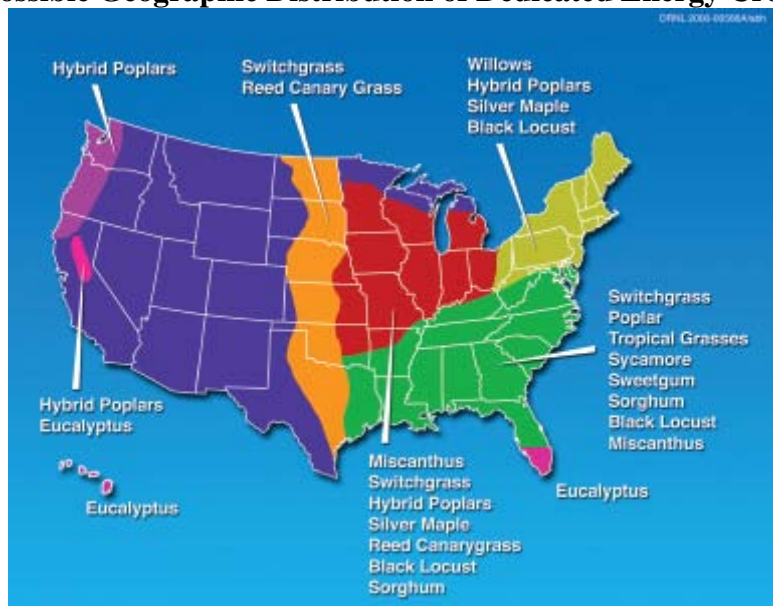 ossible Geographic Distribution of Dedicated Energy Cro
Hybrid Poplars
Switchgrass
Reed Canary Grass
Willows
Hybrid Poplars
Silver Maple
Black Locust
Switchgrass
Poplar
Tropical Grasses
Sycamore
Sweetgum
Sorghum
Black Locust
Miscanthus
Hybrid Poplars
Eucalyptus
Eucalyptus
Miscanthus
Switchgrass
Hybrid Poplars
Silver Maple
Reed Canarygrass
Black Locust
Sorghum
Eucalyptus